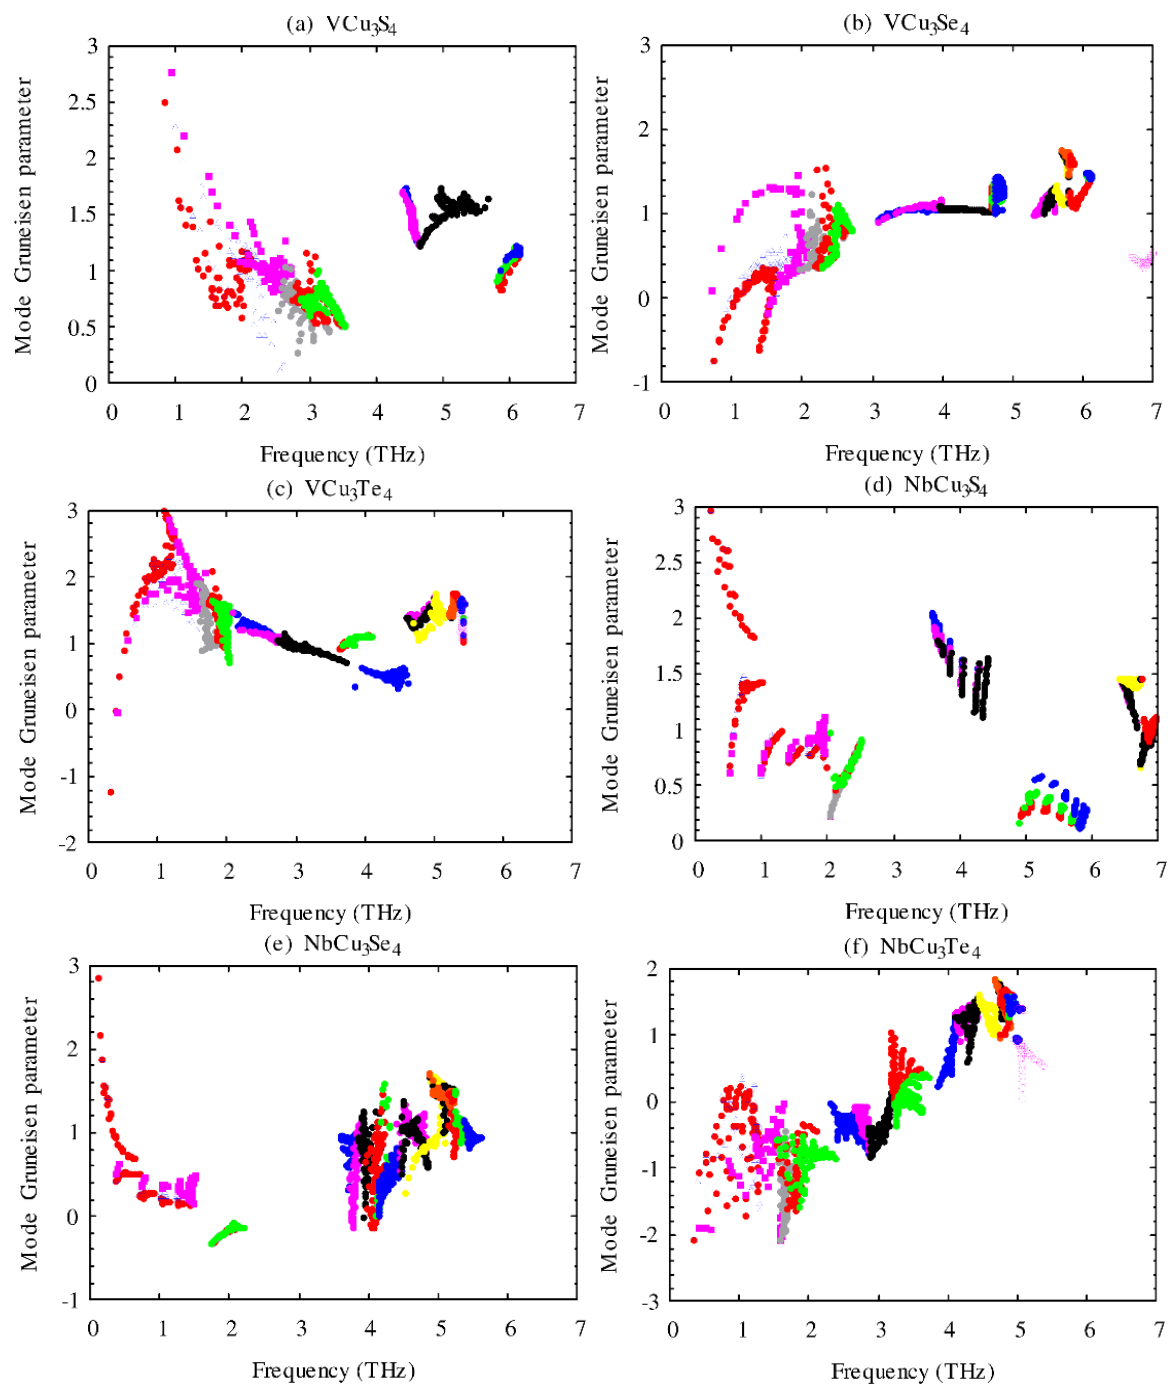 (a) VCu₃S₄
Mode Gruneisen parameter
3
2.5
2
1.5
1
0.5
0
0 1 2 3 4 5 6 7
Frequency (THz)
(b) VCu₃Se₄
Mode Gruneisen parameter
3
2
1
0
-1
0 1 2 3 4 5 6 7
Frequency (THz)
(c) VCu₃Te₄
Mode Gruneisen parameter
3
2
1
0
-1
-2
0 1 2 3 4 5 6 7
Frequency (THz)
(d) NbCu₃S₄
Mode Gruneisen parameter
3
2.5
2
1.5
1
0.5
0
0 1 2 3 4 5 6 7
Frequency (THz)
(e) NbCu₃Se₄
Mode Gruneisen parameter
3
2
1
0
-1
0 1 2 3 4 5 6 7
Frequency (THz)
(f) NbCu₃Te₄
Mode Gruneisen parameter
2
1
0
-1
-2
-3
0 1 2 3 4 5 6 7
Frequency (THz)